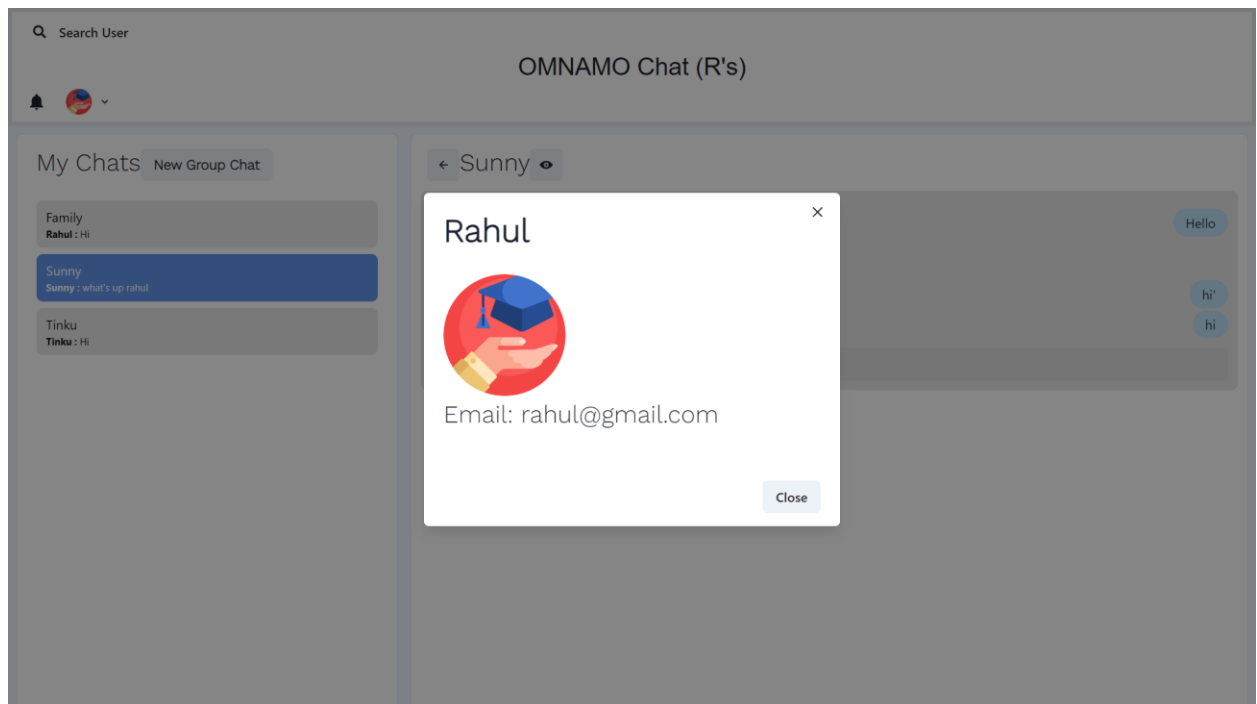 Search User
OMNAMO Chat (R's)
My Chats New Group Chat
Family
Rahul : Hi
Sunny
Sunny : what's up rahul
Tinku
Tinku : Hi
Sunny
Hello
hi'
hi
Rahul
Email: rahul@gmail.com
Close